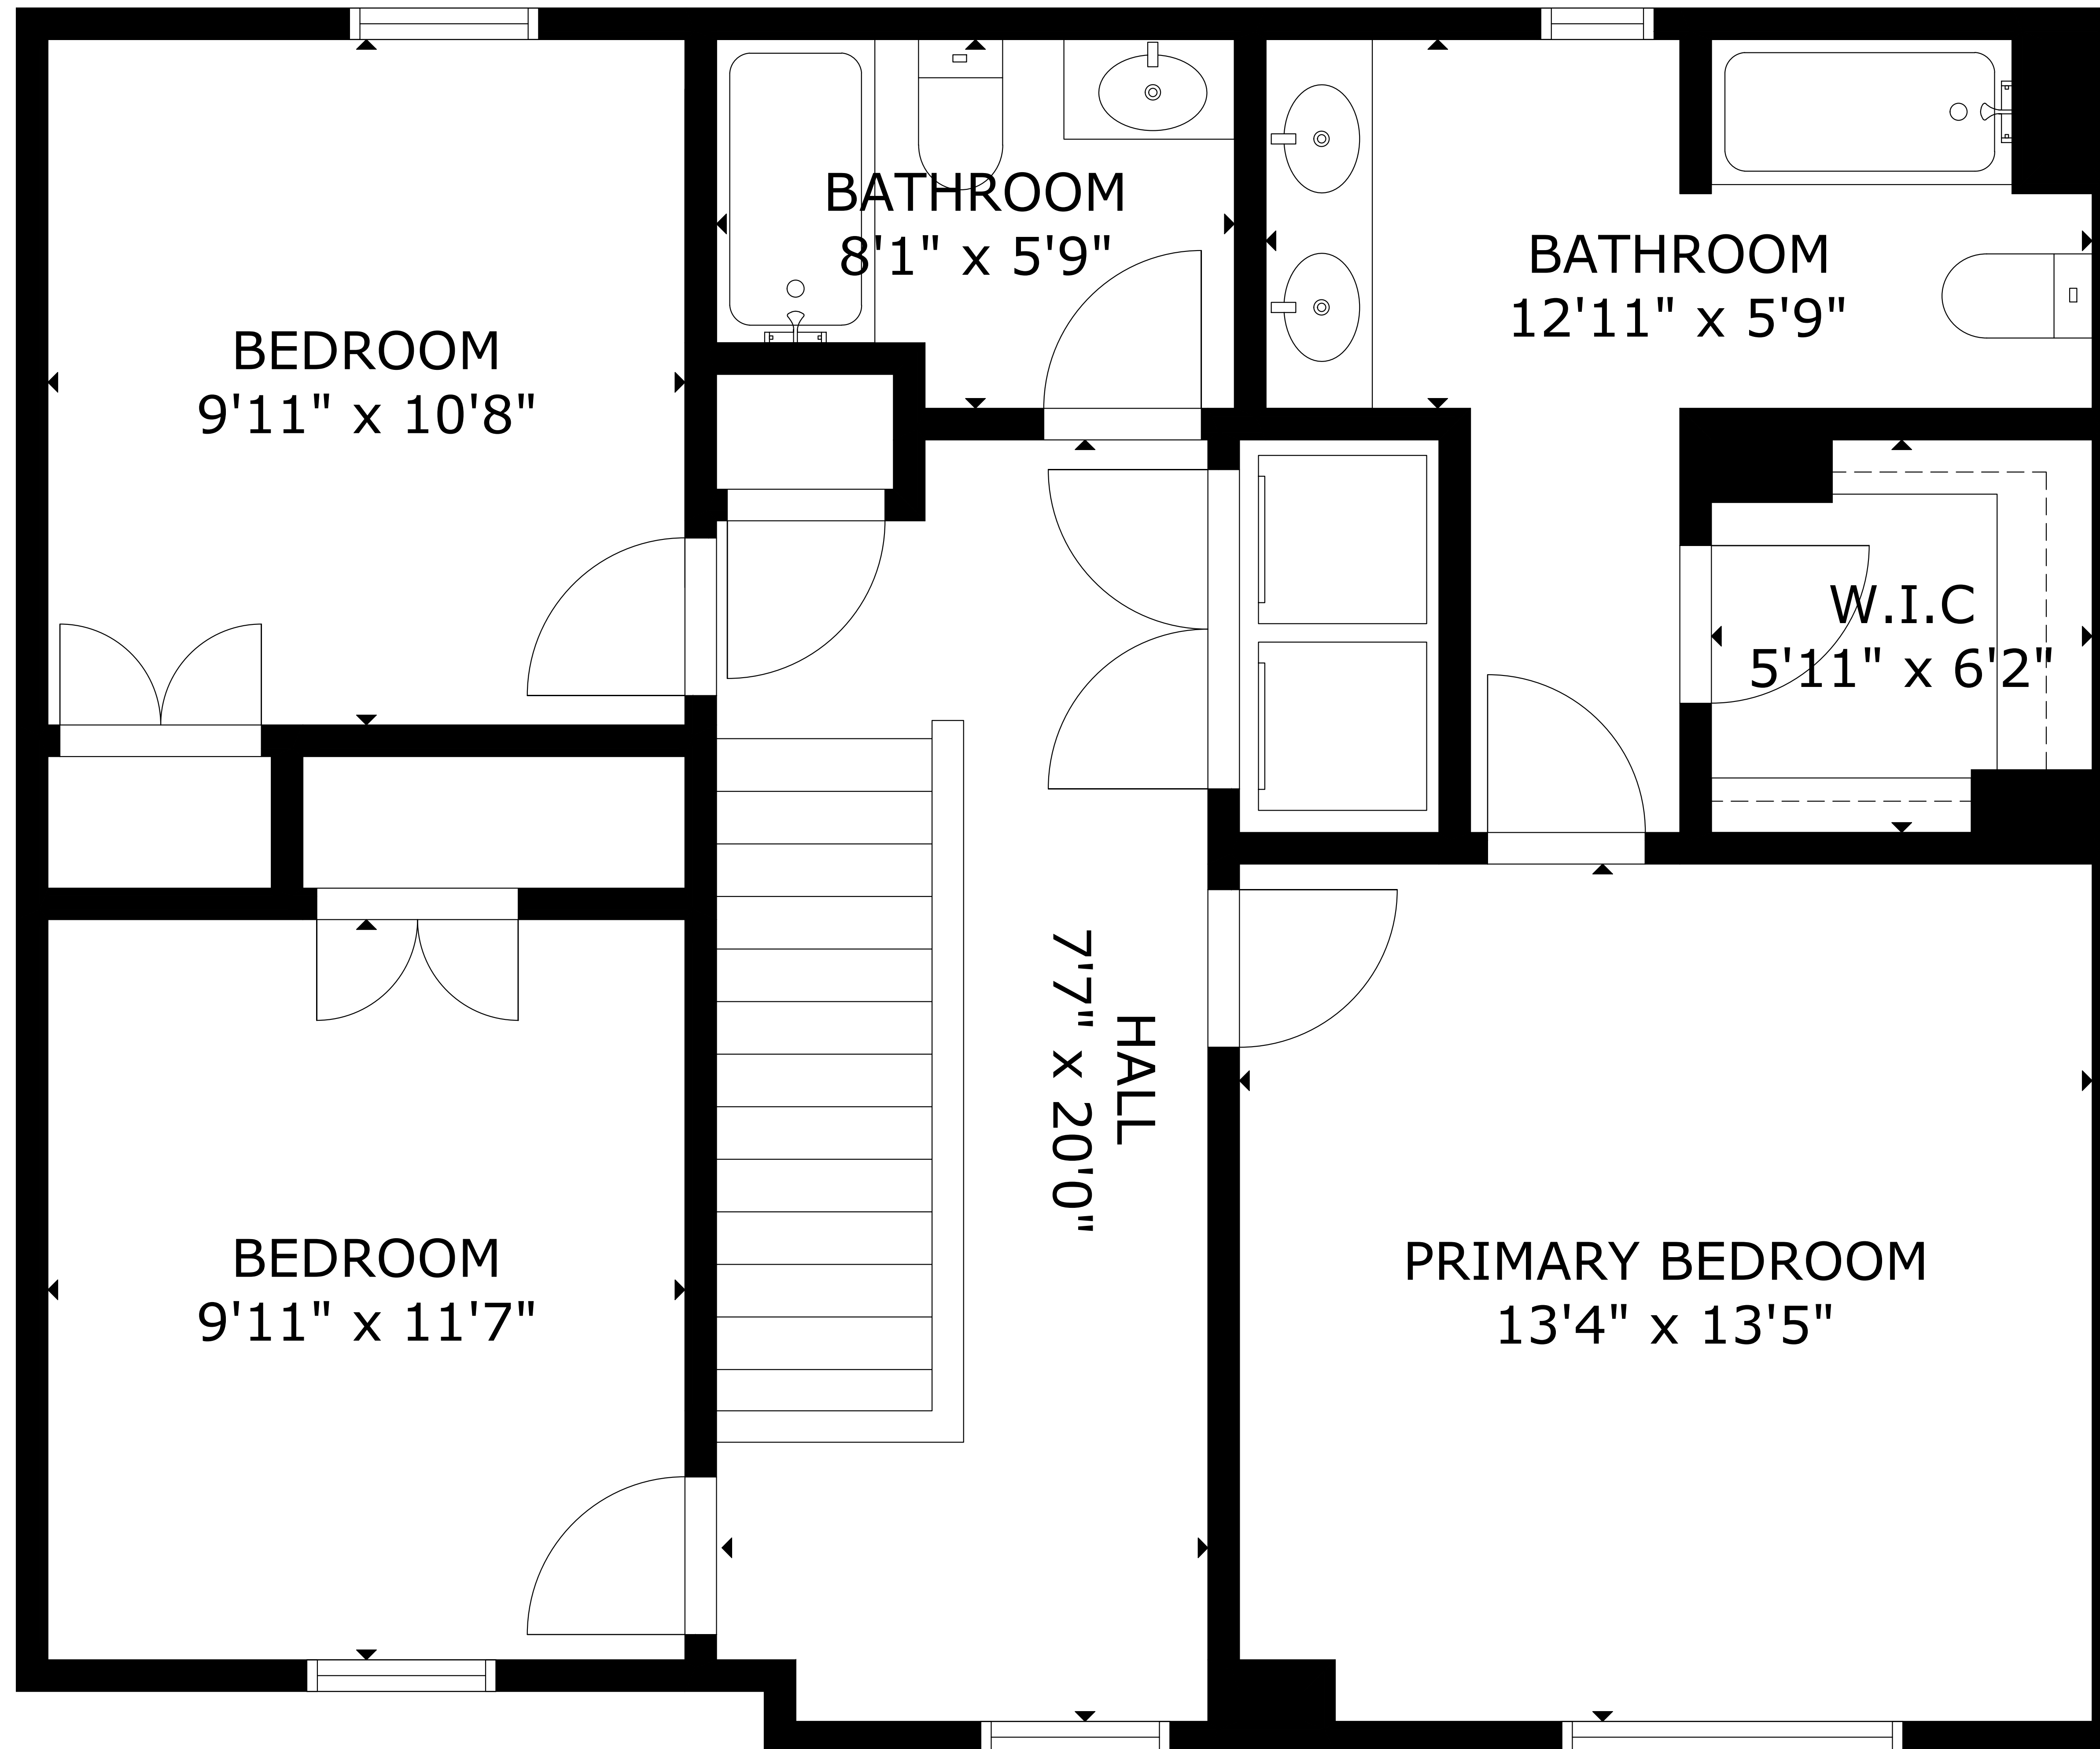 BATHROOM
8'1" x 5'9"
BATHROOM
12'11" x 5'9"
BEDROOM
9'11" x 10'8"
W.I.C
5'11" x 6'2"
HALL
7'7" x 20'0"
BEDROOM
9'11" x 11'7"
PRIMARY BEDROOM
13'4" x 13'5"